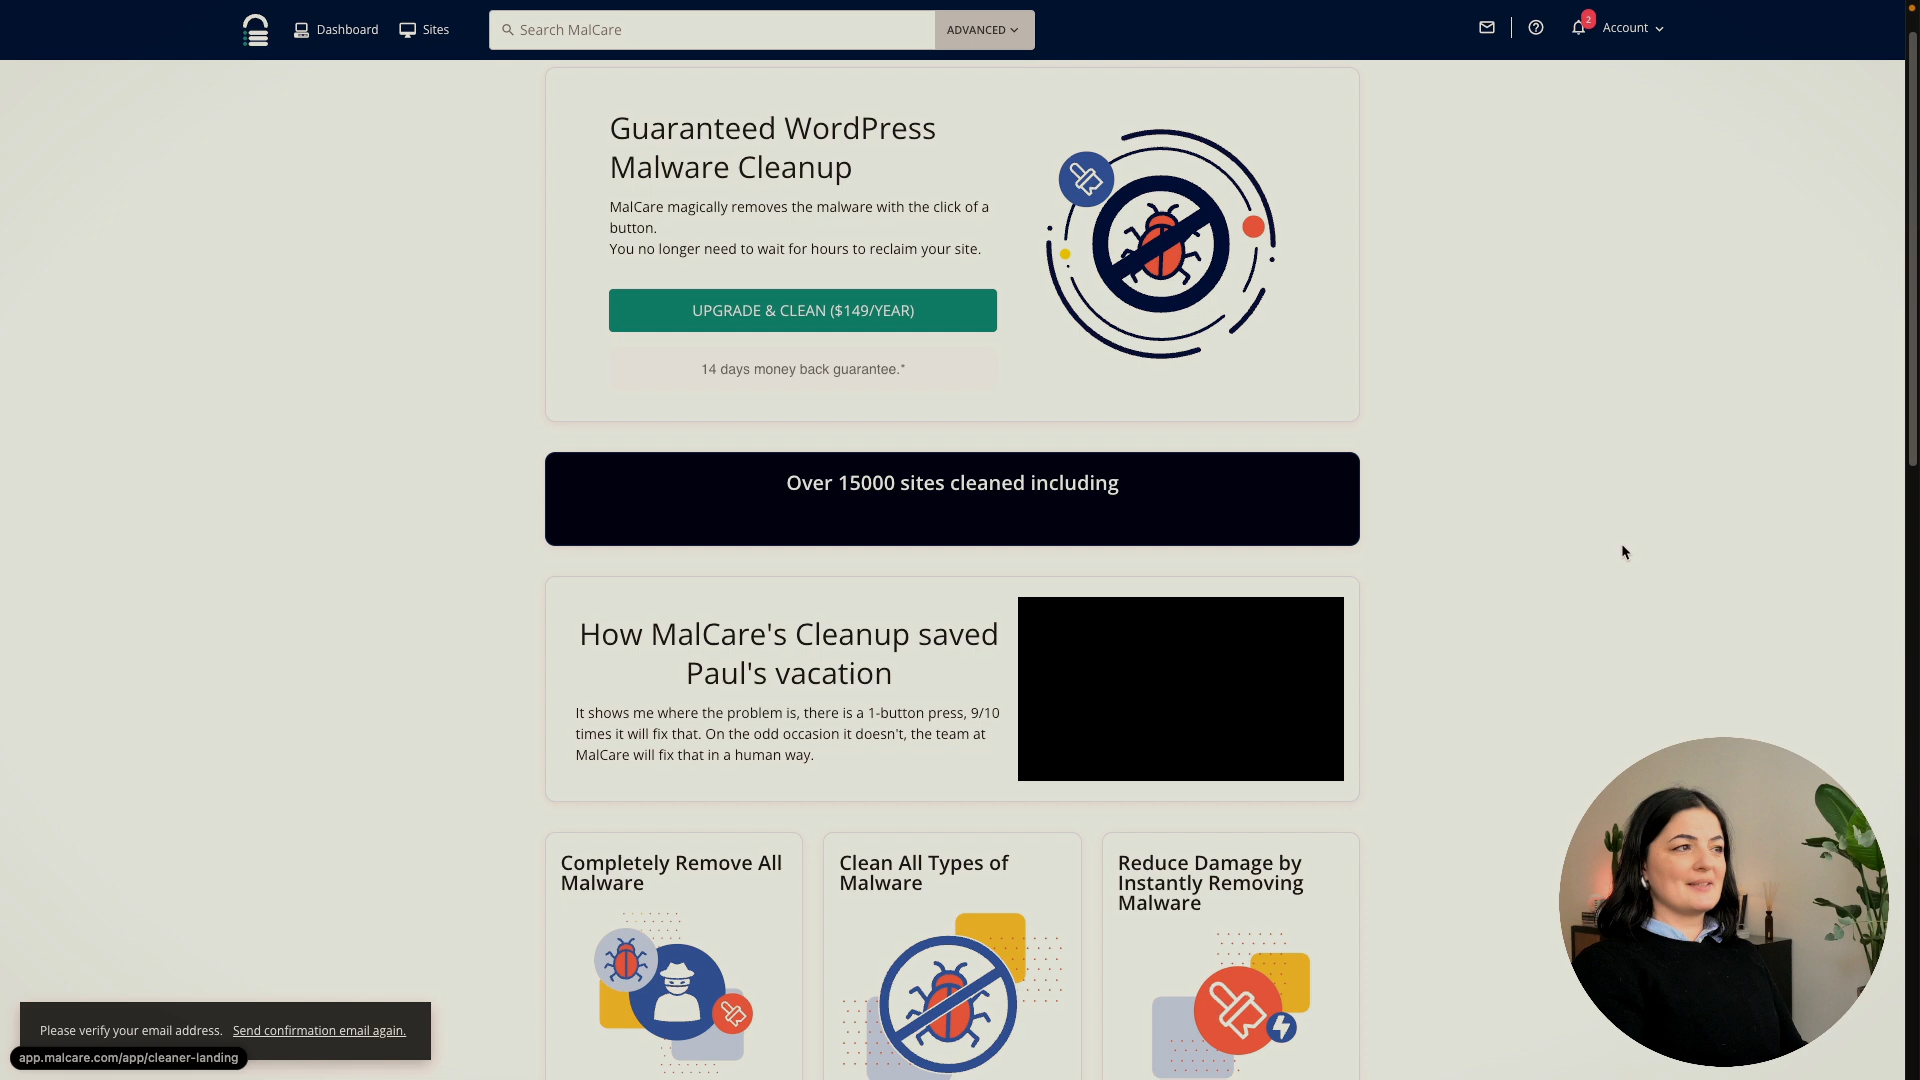 Dashboard
Sites
Search MalCare
ADVANCED
2
Account
Guaranteed WordPress
Malware Cleanup
MalCare magically removes the malware with the click of a
button.
You no longer need to wait for hours to reclaim your site.
UPGRADE & CLEAN ($149/YEAR)
14 days money back guarantee.*
Over 15000 sites cleaned including
How MalCare's Cleanup saved
Paul's vacation
It shows me where the problem is, there is a 1-button press, 9/10
times it will fix that. On the odd occasion it doesn't, the team at
MalCare will fix that in a human way.
Completely Remove All
Malware
Clean All Types of
Malware
Reduce Damage by
Instantly Removing
Malware
Please verify your email address. Send confirmation email again.
app.malcare.com/app/cleaner-landing